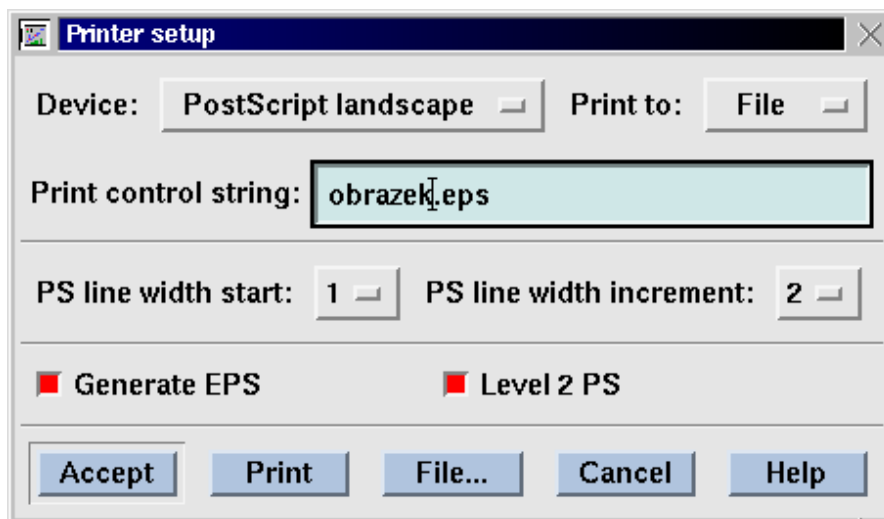 Printer setup
Device: PostScript landscape Print to: File
Print control string: obrazek.eps
PS line width start: 1 PS line width increment: 2
Generate EPS Level 2 PS
Accept Print File... Cancel Help